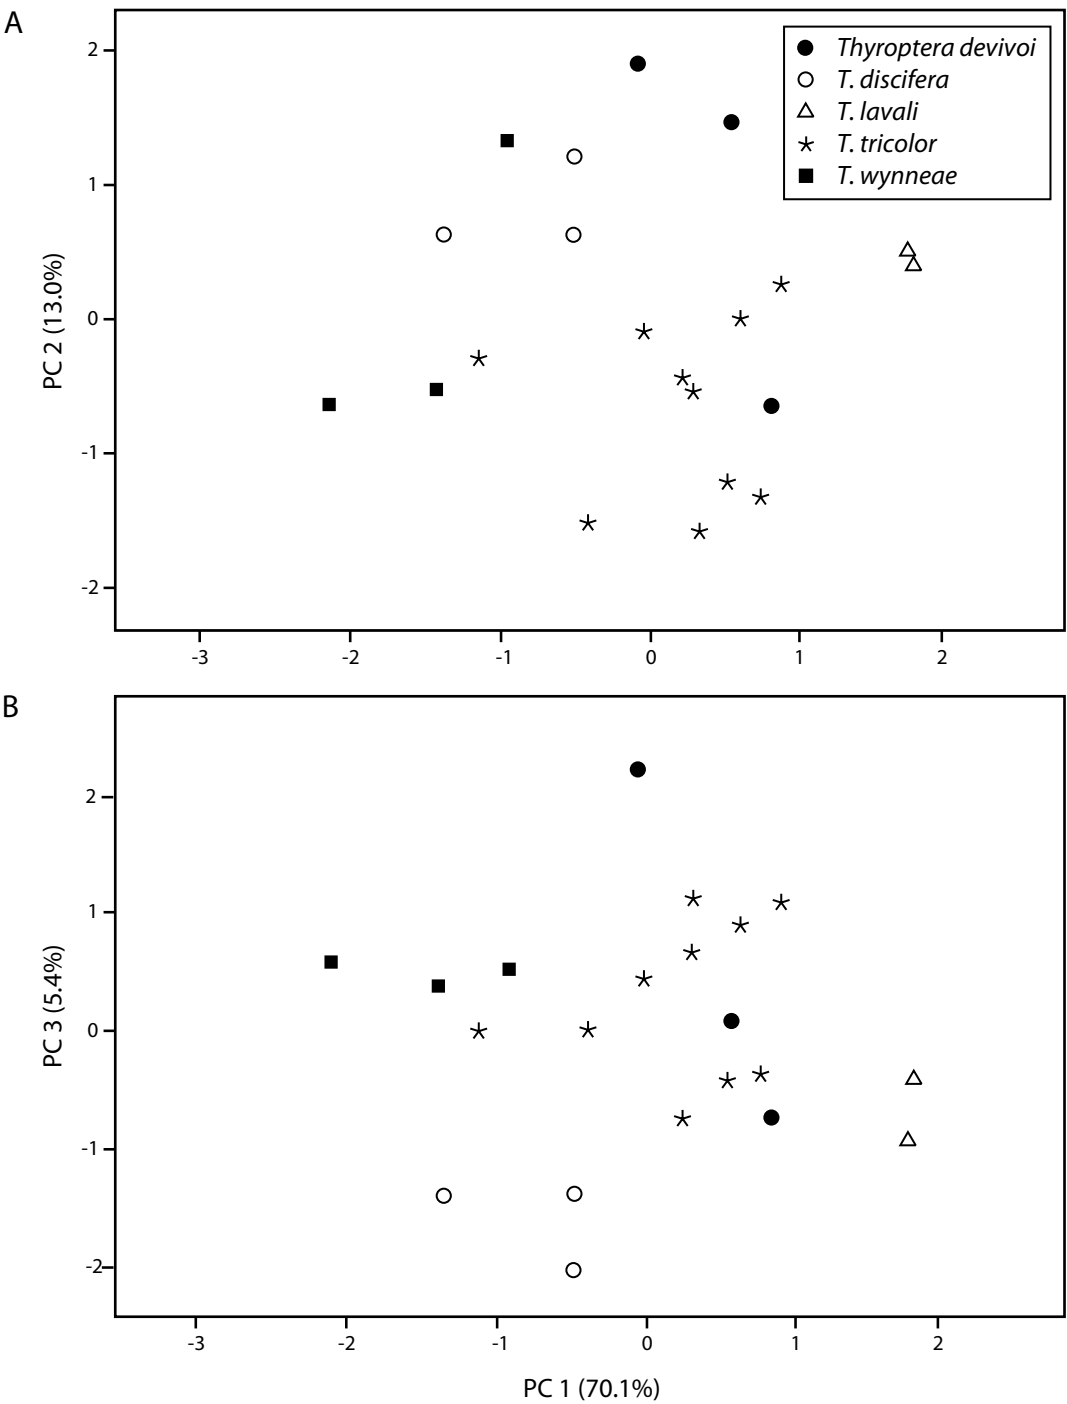 A
Thyroptera devivoi
T. discifera
T. lavali
T. tricolor
T. wynneae
PC 2 (13.0%)
2
1
0
-1
-2
-3 -2 -1 0 1 2
B
PC 3 (5.4%)
2
1
0
-1
-2
-3 -2 -1 0 1 2
PC 1 (70.1%)